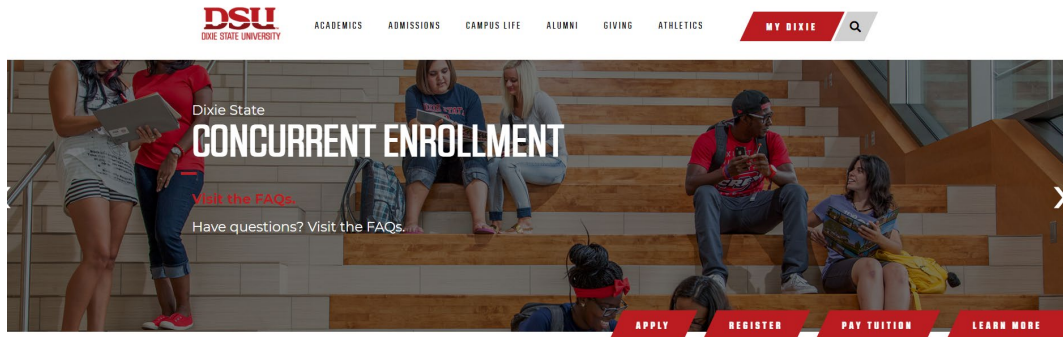 DSU
DIXIE STATE UNIVERSITY
ACADEMICS ADMISSIONS CAMPUS LIFE ALUMNI GIVING ATHLETICS MY DIXIE
Dixie State
CONCURRENT ENROLLMENT
Visit the FAQs.
Have questions? Visit the FAQs.
APPLY REGISTER PAY TUITION LEARN MORE